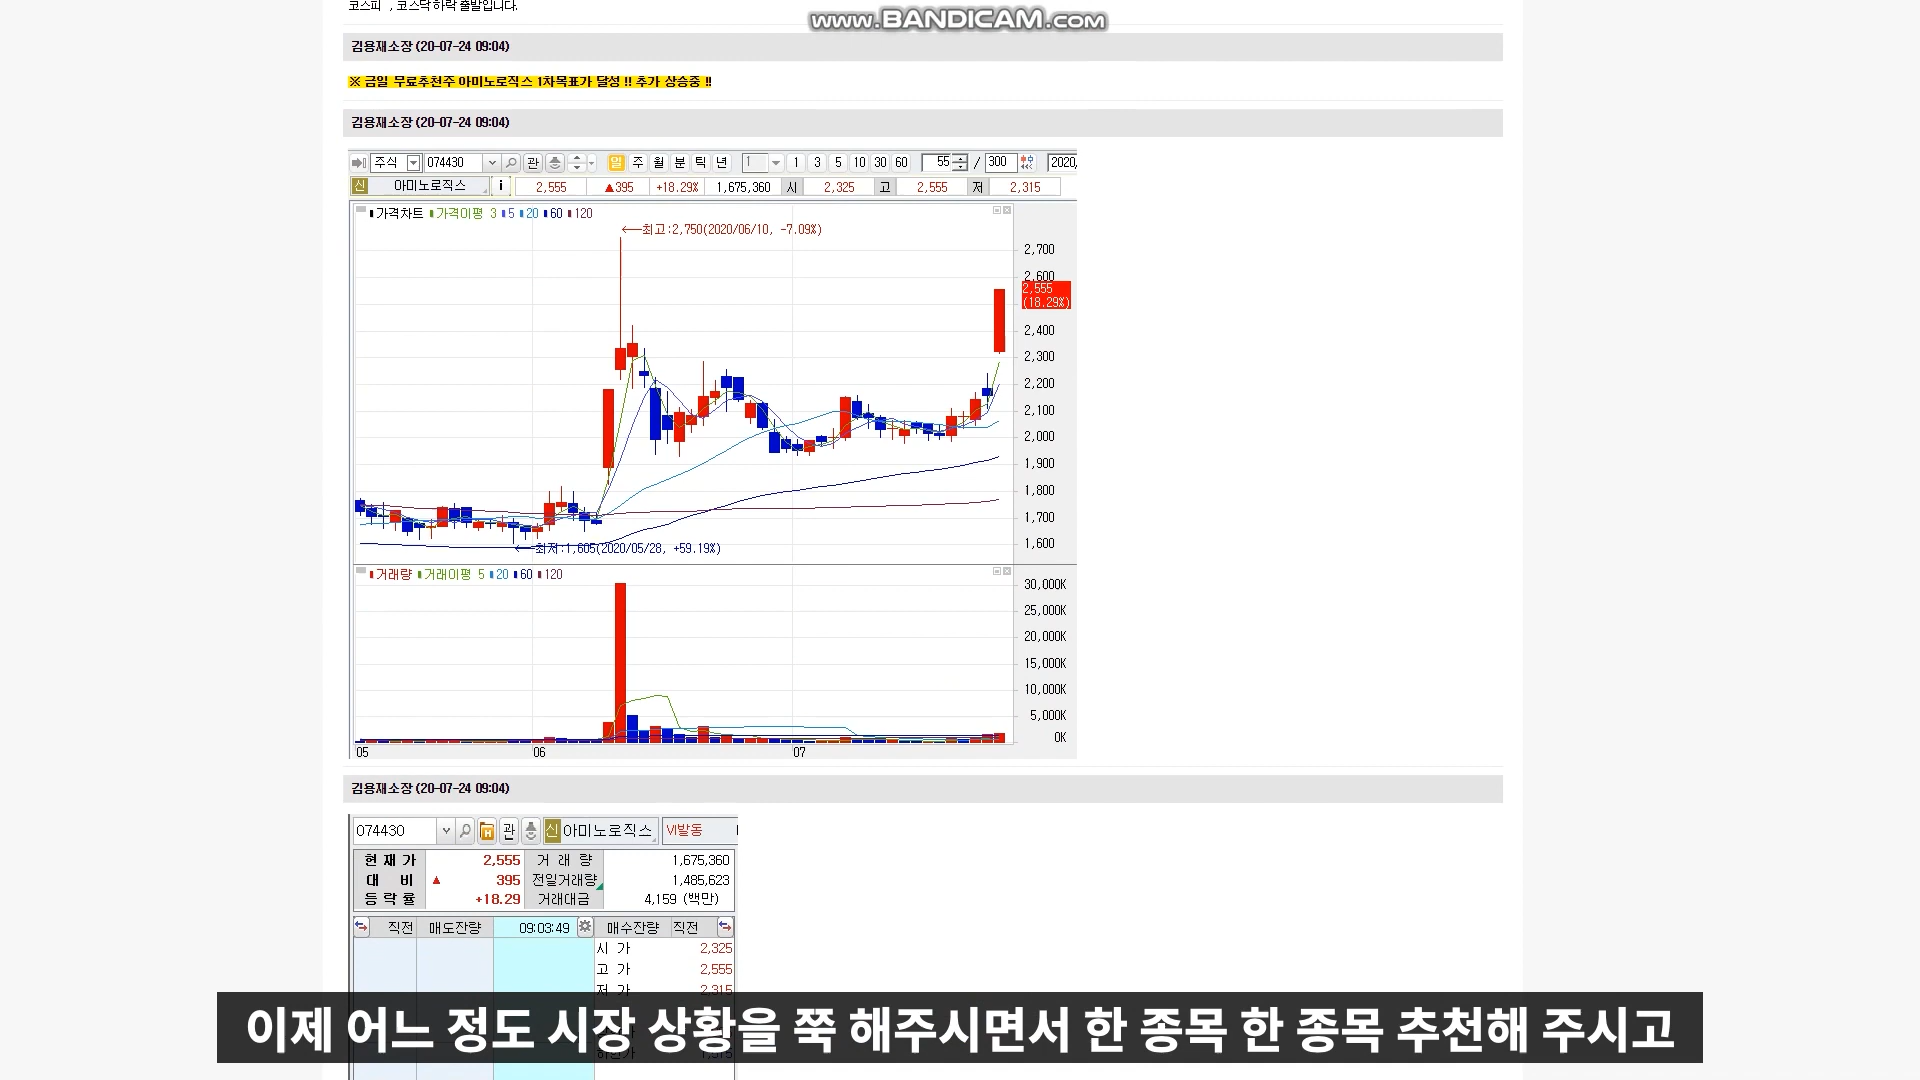 코스피 , 코스닥 하락 출발입니다.
www.BANDICAM.com
김용재소장 (20-07-24 09:04)
※ 금일 무료추천주 아미노로직스 1차목표가 달성 !! 추가 상승중 !!
김용재소장 (20-07-24 09:04)
주식 074430 관 일 주 월 분 틱 년 1 1 3 5 10 30 60 55 / 300 2020,
신 아미노로직스 i 2,555 ▲395 +18.29% 1,675,360 시 2,325 고 2,555 저 2,315
가격차트 가격이평 3 5 20 60 120
←최고:2,750(2020/06/10, -7.09%)
2,700
2,600
2,555
(18.29%)
2,400
2,300
2,200
2,100
2,000
1,900
1,800
1,700
1,600
←최저:1,605(2020/05/28, +59.19%)
거래량 거래이평 5 20 60 120
30,000K
25,000K
20,000K
15,000K
10,000K
5,000K
0K
05 06 07
김용재소장 (20-07-24 09:04)
074430 관 신 아미노로직스 VI발동
현재가 2,555 거래량 1,675,360
대비 ▲ 395 전일거래량 1,485,623
등락률 +18.29 거래대금 4,159 (백만)
직전 매도잔량 09:03:49 매수잔량 직전
시가 2,325
고가 2,555
저가 2,315
이제 어느 정도 시장 상황을 쭉 해주시면서 한 종목 한 종목 추천해 주시고